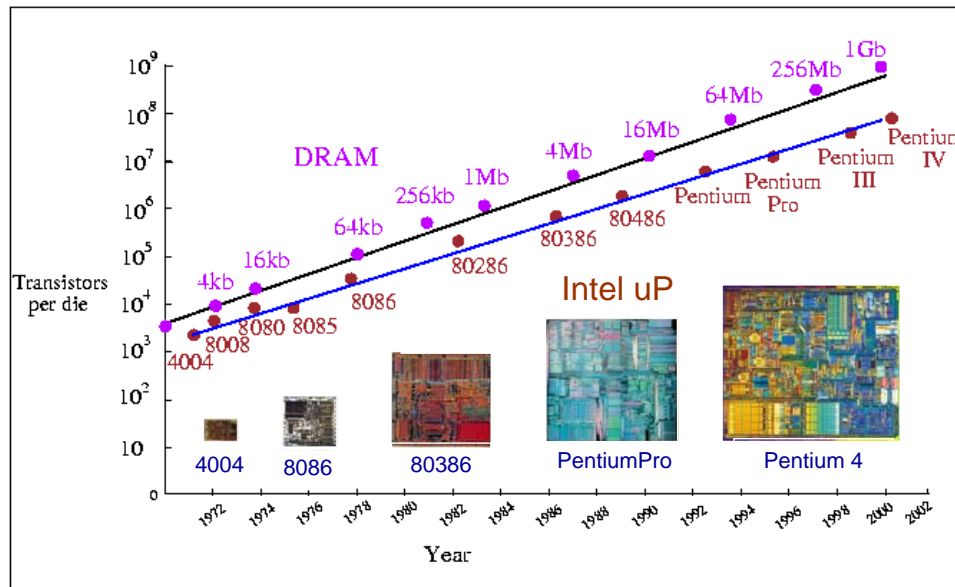 1Gb
10⁹
256Mb
64Mb
10⁸
16Mb
Pentium
IV
DRAM
10⁷
4Mb
Pentium
III
Pentium
Pro
Pentium
1Mb
10⁶
256kb
80486
80386
64kb
10⁵
80286
16kb
Transistors
per die
4kb
8086
Intel uP
10⁴
8080
8085
8008
10³
4004
10²
10
4004
8086
80386
PentiumPro
Pentium 4
0
1972
1974
1976
1978
1980
1982
1984
1986
1988
1990
1992
1994
1996
1998
2000
2002
Year